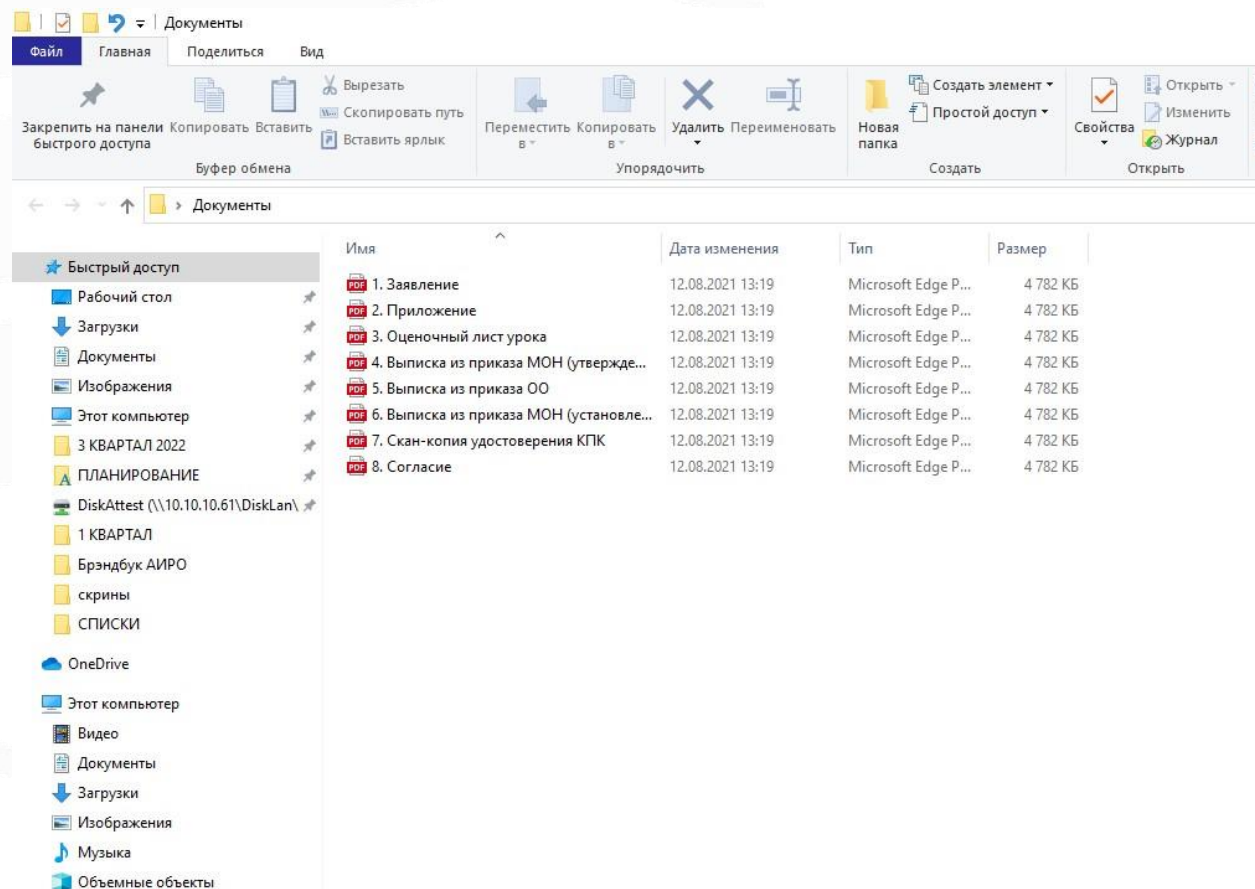 Документы
Файл Главная Поделиться Вид
Закрепить на панели быстрого доступа
Копировать
Вставить
Вырезать
Скопировать путь
Вставить ярлык
Буфер обмена
Переместить в
Копировать в
Удалить
Переименовать
Упорядочить
Новая папка
Создать элемент
Простой доступ
Создать
Свойства
Открыть
Изменить
Журнал
Открыть
Документы
Имя Дата изменения Тип Размер
PDF 1. Заявление 12.08.2021 13:19 Microsoft Edge P... 4 782 КБ
PDF 2. Приложение 12.08.2021 13:19 Microsoft Edge P... 4 782 КБ
PDF 3. Оценочный лист урока 12.08.2021 13:19 Microsoft Edge P... 4 782 КБ
PDF 4. Выписка из приказа МОН (утвержде... 12.08.2021 13:19 Microsoft Edge P... 4 782 КБ
PDF 5. Выписка из приказа ОО 12.08.2021 13:19 Microsoft Edge P... 4 782 КБ
PDF 6. Выписка из приказа МОН (установле... 12.08.2021 13:19 Microsoft Edge P... 4 782 КБ
PDF 7. Скан-копия удостоверения КПК 12.08.2021 13:19 Microsoft Edge P... 4 782 КБ
PDF 8. Согласие 12.08.2021 13:19 Microsoft Edge P... 4 782 КБ
Быстрый доступ
Рабочий стол
Загрузки
Документы
Изображения
Этот компьютер
3 КВАРТАЛ 2022
ПЛАНИРОВАНИЕ
DiskAttest (\\10.10.10.61\DiskLan\
1 КВАРТАЛ
Брэндбук АИРО
скрины
СПИСКИ
OneDrive
Этот компьютер
Видео
Документы
Загрузки
Изображения
Музыка
Объемные объекты